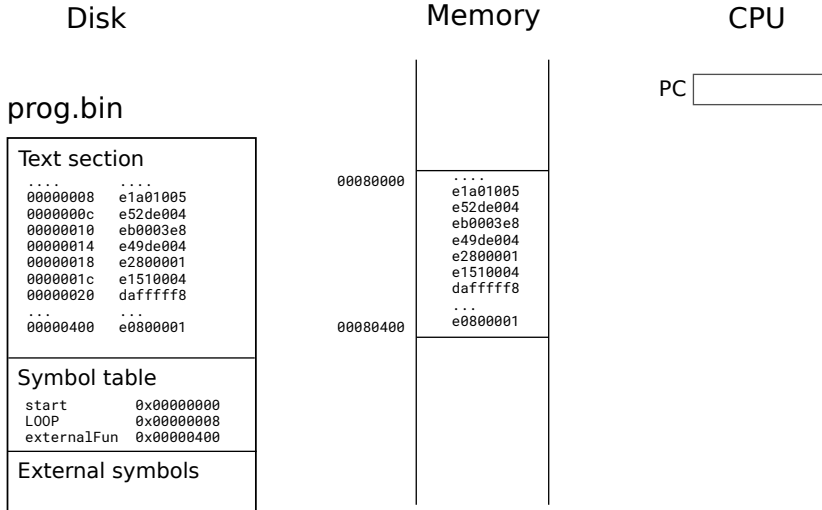 Disk
Memory
CPU
PC
prog.bin
Text section
.... ....
00000008 e1a01005
0000000c e52de004
00000010 eb0003e8
00000014 e49de004
00000018 e2800001
0000001c e1510004
00000020 dafffff8
... ...
00000400 e0800001
Symbol table
start 0x00000000
LOOP 0x00000008
externalFun 0x00000400
External symbols
00080000
....
e1a01005
e52de004
eb0003e8
e49de004
e2800001
e1510004
dafffff8
...
00080400 e0800001